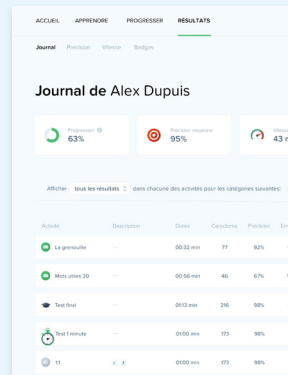 ACCUEIL APPRENDRE PROGRESSER RÉSULTATS
Journal Précision Vitesse Badges
Journal de Alex Dupuis
Progression Précision moyenne
63% 95% 43
Afficher tous les résultats dans chacune des activités pour les catégories suivantes:
Activité Description Durée Caractères Précision
La grenouille --- 00:32 min 77 92%
Mots utiles 20 --- 00:56 min 46 67%
Test final --- 01:13 min 216 98%
Test 1 minute --- 01:00 min 173 98%
1:1 01:00 min 173 98%